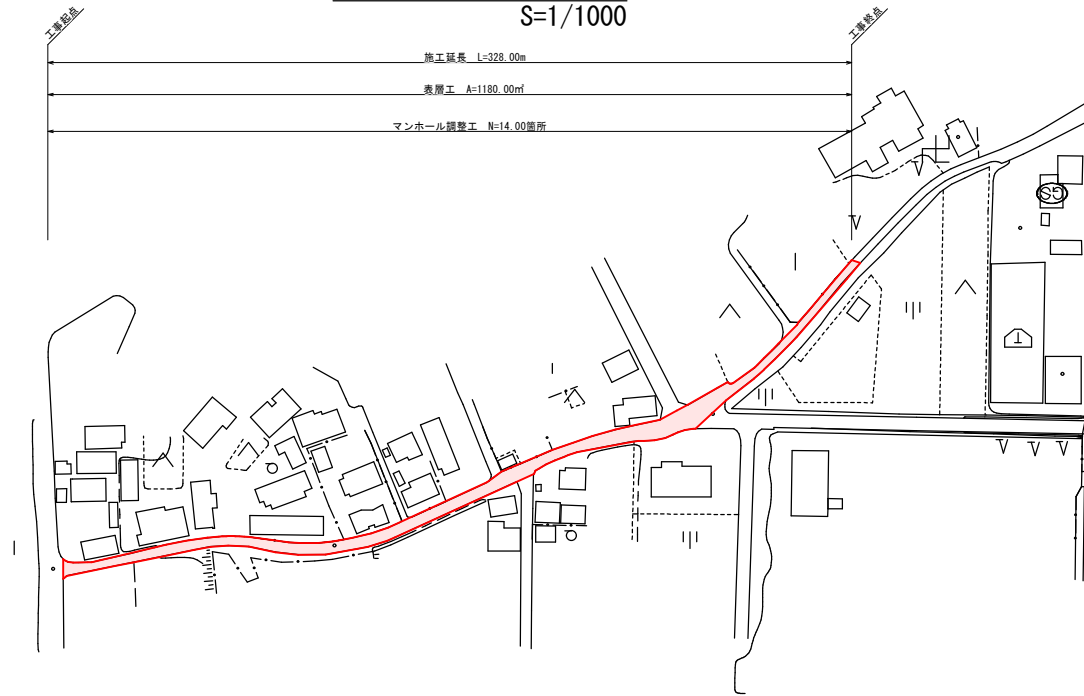 S=1/1000
工事起点
工事終点
施工延長 L=328.00m
表層工 A=1180.00㎡
マンホール調整工 N=14.00箇所
GS